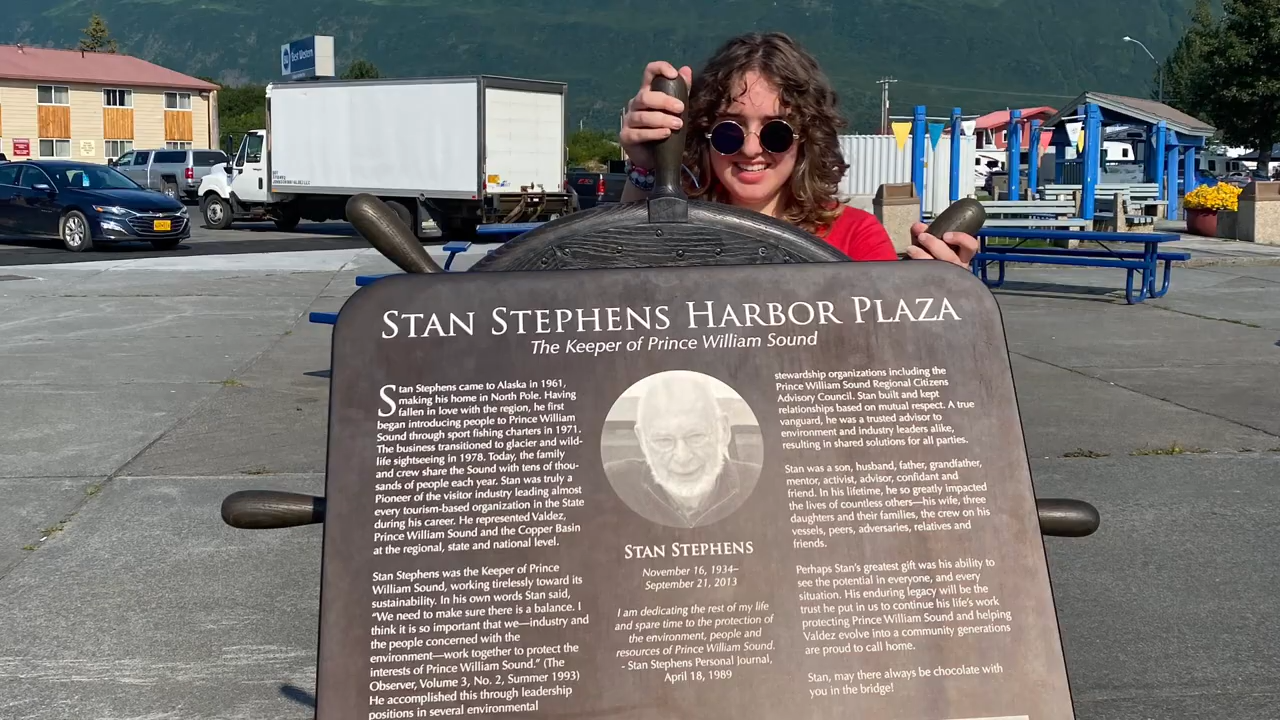 Best Western
STAN STEPHENS HARBOR PLAZA
The Keeper of Prince William Sound
Stan Stephens came to Alaska in 1961,
making his home in North Pole. Having
fallen in love with the region, he first
began introducing people to Prince William
Sound through sport fishing charters in 1971.
The business transitioned to glacier and wild-
life sightseeing in 1978. Today, the family
and crew share the Sound with tens of thou-
sands of people each year. Stan was truly a
Pioneer of the visitor industry leading almost
every tourism-based organization in the State
during his career. He represented Valdez,
Prince William Sound and the Copper Basin
at the regional, state and national level.
Stan Stephens was the Keeper of Prince
William Sound, working tirelessly toward its
sustainability. In his own words Stan said,
“We need to make sure there is a balance. I
think it is so important that we—industry and
the people concerned with the
environment—work together to protect the
interests of Prince William Sound.” (The
Observer, Volume 3, No. 2, Summer 1993)
He accomplished this through leadership
positions in several environmental
STAN STEPHENS
November 16, 1934–
September 21, 2013
I am dedicating the rest of my life
and spare time to the protection of
the environment, people and
resources of Prince William Sound.
- Stan Stephens Personal Journal,
April 18, 1989
stewardship organizations including the
Prince William Sound Regional Citizens
Advisory Council. Stan built and kept
relationships based on mutual respect. A true
vanguard, he was a trusted advisor to
environment and industry leaders alike,
resulting in shared solutions for all parties.
Stan was a son, husband, father, grandfather,
mentor, activist, advisor, confidant and
friend. In his lifetime, he so greatly impacted
the lives of countless others—his wife, three
daughters and their families, the crew on his
vessels, peers, adversaries, relatives and
friends.
Perhaps Stan's greatest gift was his ability to
see the potential in everyone, and every
situation. His enduring legacy will be the
trust he put in us to continue his life's work
protecting Prince William Sound and helping
Valdez evolve into a community generations
are proud to call home.
Stan, may there always be chocolate with
you in the bridge!